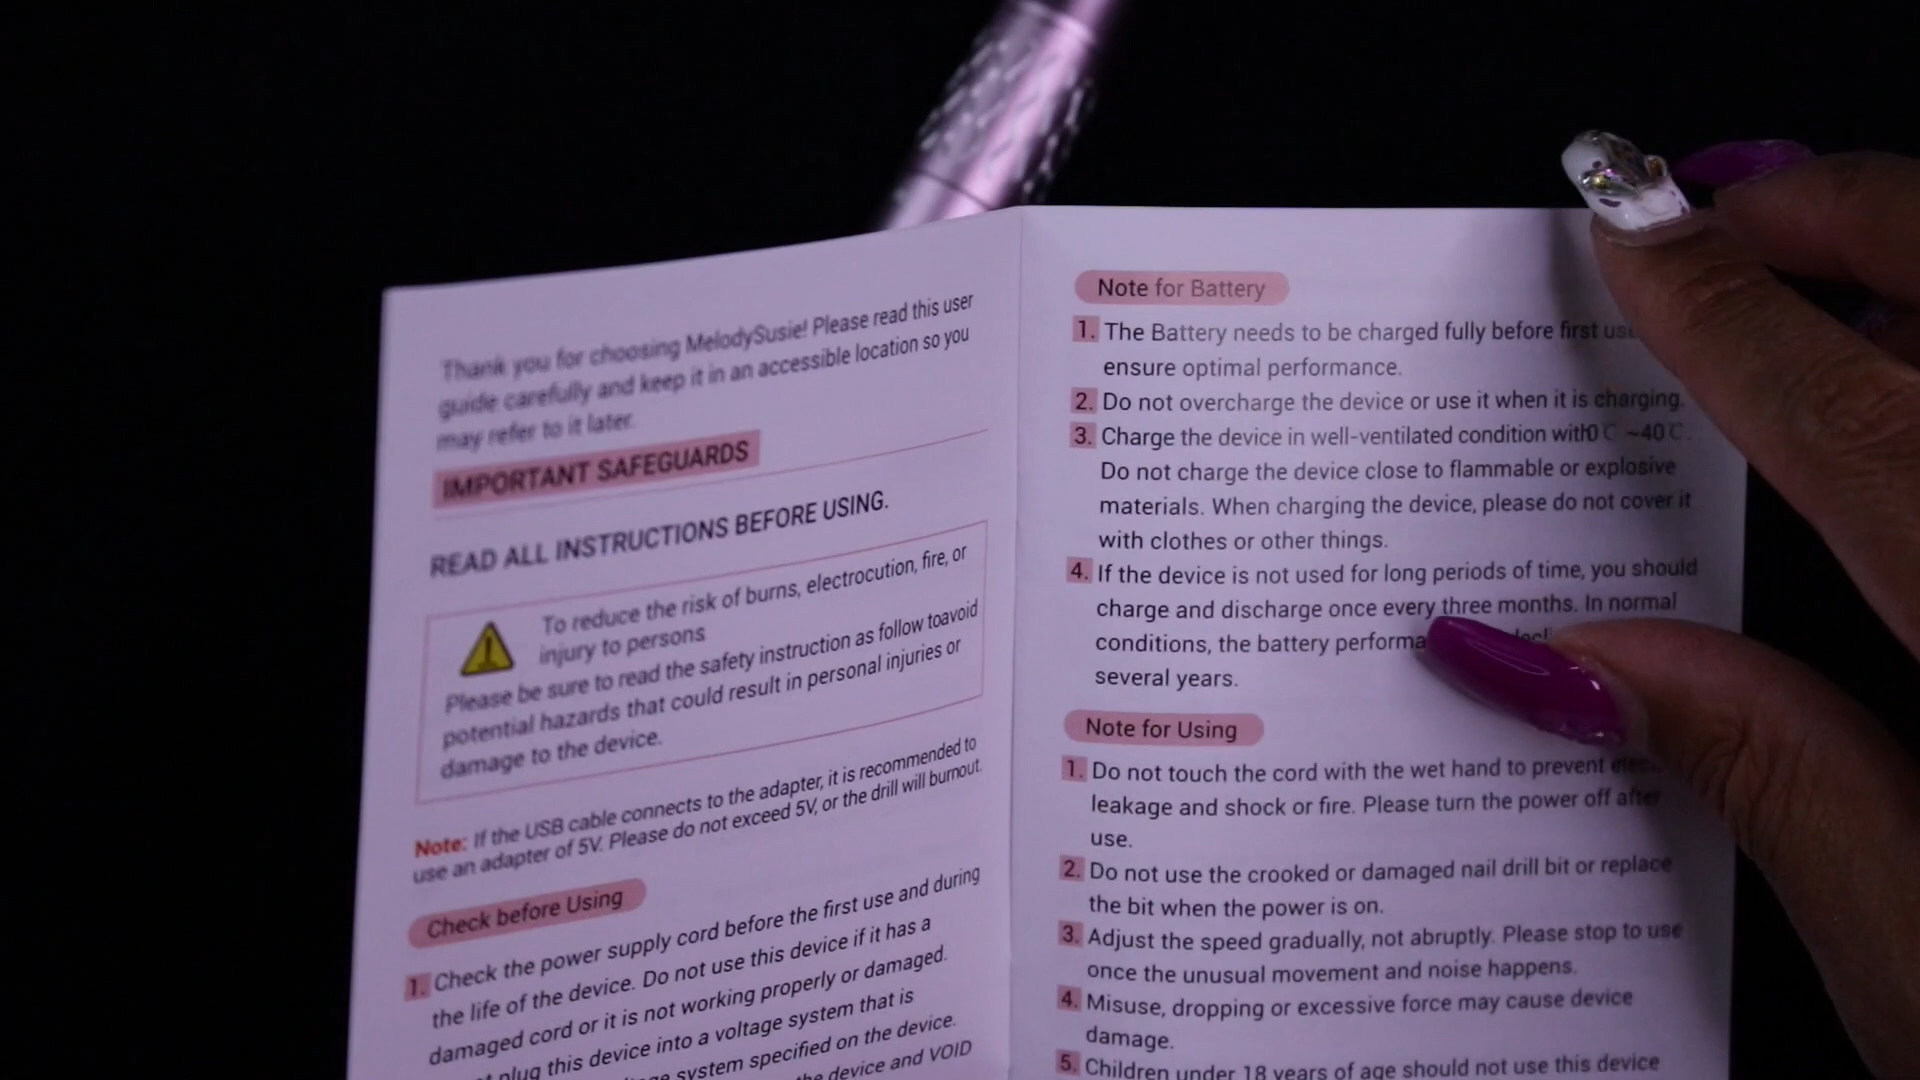 Thank you for choosing MelodySusie! Please read this user
guide carefully and keep it in an accessible location so you
may refer to it later.
IMPORTANT SAFEGUARDS
READ ALL INSTRUCTIONS BEFORE USING.
To reduce the risk of burns, electrocution, fire, or
injury to persons
Please be sure to read the safety instruction as follow toavoid
potential hazards that could result in personal injuries or
damage to the device.
Note: If the USB cable connects to the adapter, it is recommended to
use an adapter of 5V. Please do not exceed 5V, or the drill will burnout.
Check before Using
1. Check the power supply cord before the first use and during
the life of the device. Do not use this device if it has a
damaged cord or it is not working properly or damaged.
plug this device into a voltage system that is
system specified on the device.
the device and VOID
Note for Battery
1. The Battery needs to be charged fully before first
ensure optimal performance.
2. Do not overcharge the device or use it when it is charging.
3. Charge the device in well-ventilated condition with0℃ ~40℃.
Do not charge the device close to flammable or explosive
materials. When charging the device, please do not cover it
with clothes or other things.
4. If the device is not used for long periods of time, you should
charge and discharge once every three months. In normal
conditions, the battery
several years.
Note for Using
1. Do not touch the cord with the wet hand to prevent
leakage and shock or fire. Please turn the power off after
use.
2. Do not use the crooked or damaged nail drill bit or replace
the bit when the power is on.
3. Adjust the speed gradually, not abruptly. Please stop to use
once the unusual movement and noise happens.
4. Misuse, dropping or excessive force may cause device
damage.
5. Children under 18 years of age should not use this device